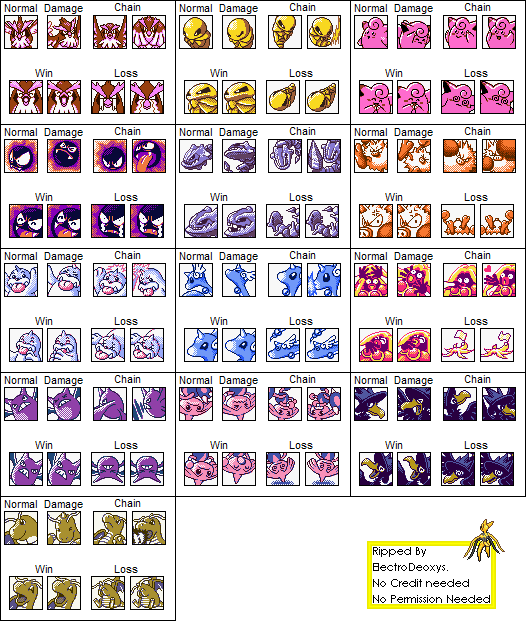 Normal Damage Chain Normal Damage Chain Normal Damage Chain
Win Loss Win Loss Win Loss
Normal Damage Chain Normal Damage Chain Normal Damage Chain
Win Loss Win Loss Win Loss
Normal Damage Chain Normal Damage Chain Normal Damage Chain
Win Loss Win Loss Win Loss
Normal Damage Chain Normal Damage Chain Normal Damage Chain
Win Loss Win Loss Win Loss
Normal Damage Chain
Win Loss
Ripped By
ElectroDeoxys.
No Credit needed
No Permission Needed